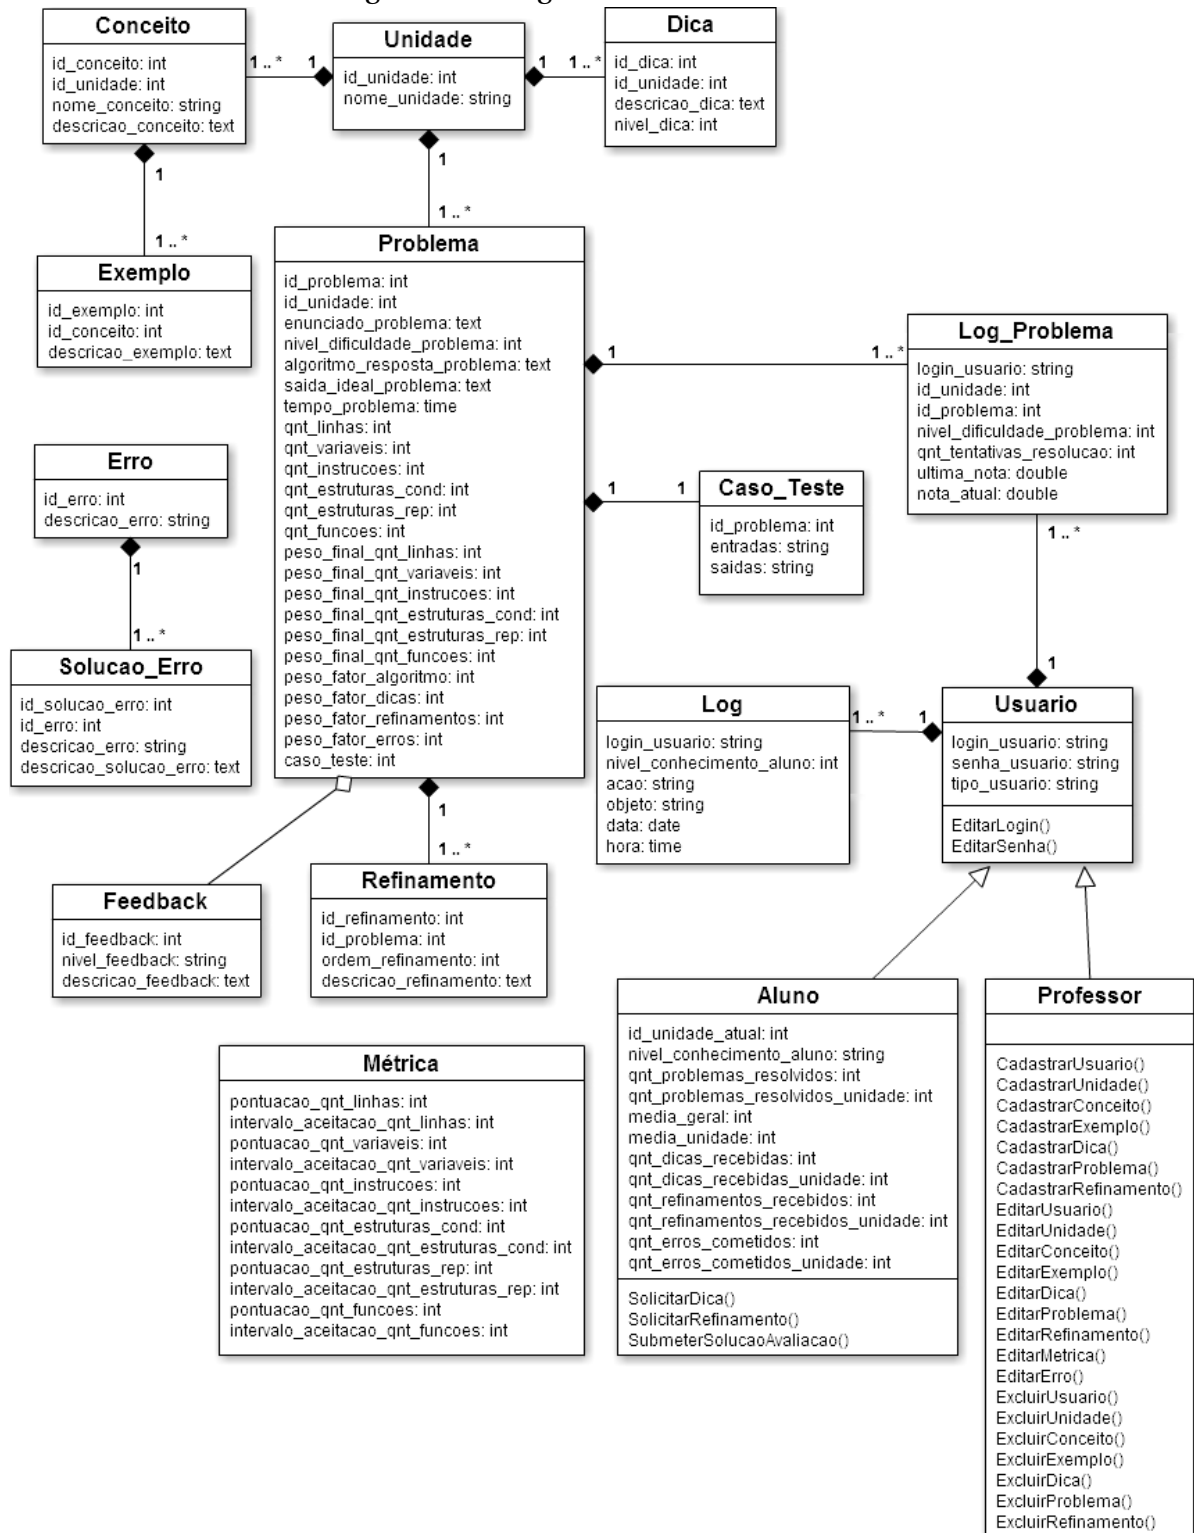 Conceito
id_conceito: int
id_unidade: int
nome_conceito: string
descricao_conceito: text
1 .. *
1
Unidade
id_unidade: int
nome_unidade: string
1
1 .. *
Dica
id_dica: int
id_unidade: int
descricao_dica: text
nivel_dica: int
1
1 .. *
1
1 .. *
Exemplo
id_exemplo: int
id_conceito: int
descricao_exemplo: text
Problema
id_problema: int
id_unidade: int
enunciado_problema: text
nivel_dificuldade_problema: int
algoritmo_resposta_problema: text
saida_ideal_problema: text
tempo_problema: time
qnt_linhas: int
qnt_variaveis: int
qnt_instrucoes: int
qnt_estruturas_cond: int
qnt_estruturas_rep: int
qnt_funcoes: int
peso_final_qnt_linhas: int
peso_final_qnt_variaveis: int
peso_final_qnt_instrucoes: int
peso_final_qnt_estruturas_cond: int
peso_final_qnt_estruturas_rep: int
peso_final_qnt_funcoes: int
peso_fator_algoritmo: int
peso_fator_dicas: int
peso_fator_refinamentos: int
peso_fator_erros: int
caso_teste: int
1
1 .. *
Log_Problema
login_usuario: string
id_unidade: int
id_problema: int
nivel_dificuldade_problema: int
qnt_tentativas_resolucao: int
ultima_nota: double
nota_atual: double
Erro
id_erro: int
descricao_erro: string
1
1 .. *
Solucao_Erro
id_solucao_erro: int
id_erro: int
descricao_erro: string
descricao_solucao_erro: text
1
1
Caso_Teste
id_problema: int
entradas: string
saidas: string
1 .. *
1
Log
login_usuario: string
nivel_conhecimento_aluno: int
acao: string
objeto: string
data: date
hora: time
1 .. *
1
Usuario
login_usuario: string
senha_usuario: string
tipo_usuario: string
EditarLogin()
EditarSenha()
1
1 .. *
Feedback
id_feedback: int
nivel_feedback: string
descricao_feedback: text
Refinamento
id_refinamento: int
id_problema: int
ordem_refinamento: int
descricao_refinamento: text
Métrica
pontuacao_qnt_linhas: int
intervalo_aceitacao_qnt_linhas: int
pontuacao_qnt_variaveis: int
intervalo_aceitacao_qnt_variaveis: int
pontuacao_qnt_instrucoes: int
intervalo_aceitacao_qnt_instrucoes: int
pontuacao_qnt_estruturas_cond: int
intervalo_aceitacao_qnt_estruturas_cond: int
pontuacao_qnt_estruturas_rep: int
intervalo_aceitacao_qnt_estruturas_rep: int
pontuacao_qnt_funcoes: int
intervalo_aceitacao_qnt_funcoes: int
Aluno
id_unidade_atual: int
nivel_conhecimento_aluno: string
qnt_problemas_resolvidos: int
qnt_problemas_resolvidos_unidade: int
media_geral: int
media_unidade: int
qnt_dicas_recebidas: int
qnt_dicas_recebidas_unidade: int
qnt_refinamentos_recebidos: int
qnt_refinamentos_recebidos_unidade: int
qnt_erros_cometidos: int
qnt_erros_cometidos_unidade: int
SolicitarDica()
SolicitarRefinamento()
SubmeterSolucaoAvaliacao()
Professor
CadastrarUsuario()
CadastrarUnidade()
CadastrarConceito()
CadastrarExemplo()
CadastrarDica()
CadastrarProblema()
CadastrarRefinamento()
EditarUsuario()
EditarUnidade()
EditarConceito()
EditarExemplo()
EditarDica()
EditarProblema()
EditarRefinamento()
EditarMetrica()
EditarErro()
ExcluirUsuario()
ExcluirUnidade()
ExcluirConceito()
ExcluirExemplo()
ExcluirDica()
ExcluirProblema()
ExcluirRefinamento()